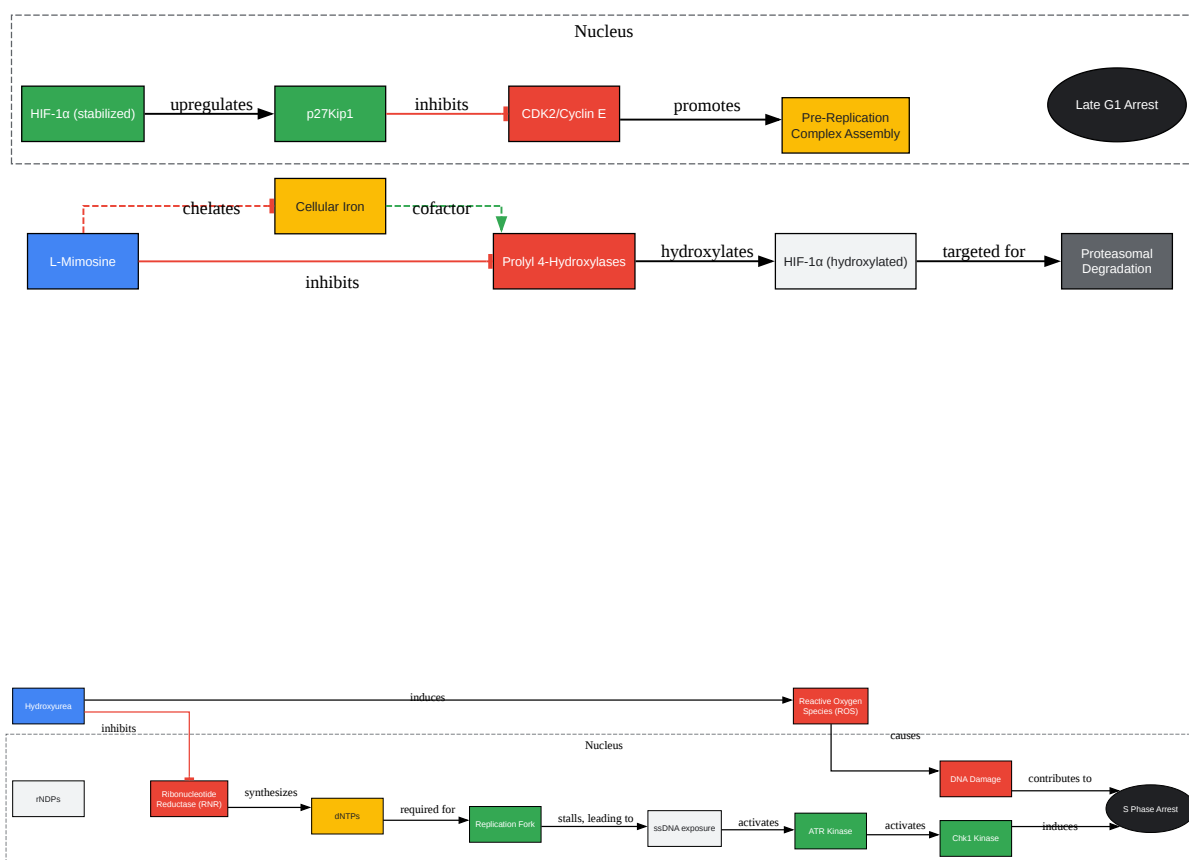 Nucleus
HIF-1α (stabilized)
upregulates
p27Kip1
inhibits
CDK2/Cyclin E
promotes
Pre-Replication
Complex Assembly
Late G1 Arrest
chelates
Cellular Iron
cofactor
L-Mimosine
inhibits
Prolyl 4-Hydroxylases
hydroxylates
HIF-1α (hydroxylated)
targeted for
Proteasomal
Degradation
Hydroxyurea
induces
Reactive Oxygen
Species (ROS)
inhibits
causes
Nucleus
rNDPs
Ribonucleotide
Reductase (RNR)
synthesizes
dNTPs
required for
Replication Fork
stalls, leading to
ssDNA exposure
activates
ATR Kinase
activates
Chk1 Kinase
induces
DNA Damage
contributes to
S Phase Arrest